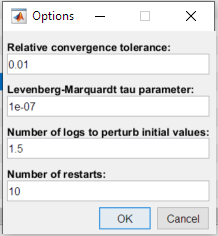 Options
Relative convergence tolerance:
0.01
Levenberg-Marquardt tau parameter:
1e-07
Number of logs to perturb initial values:
1.5
Number of restarts:
10
OK Cancel